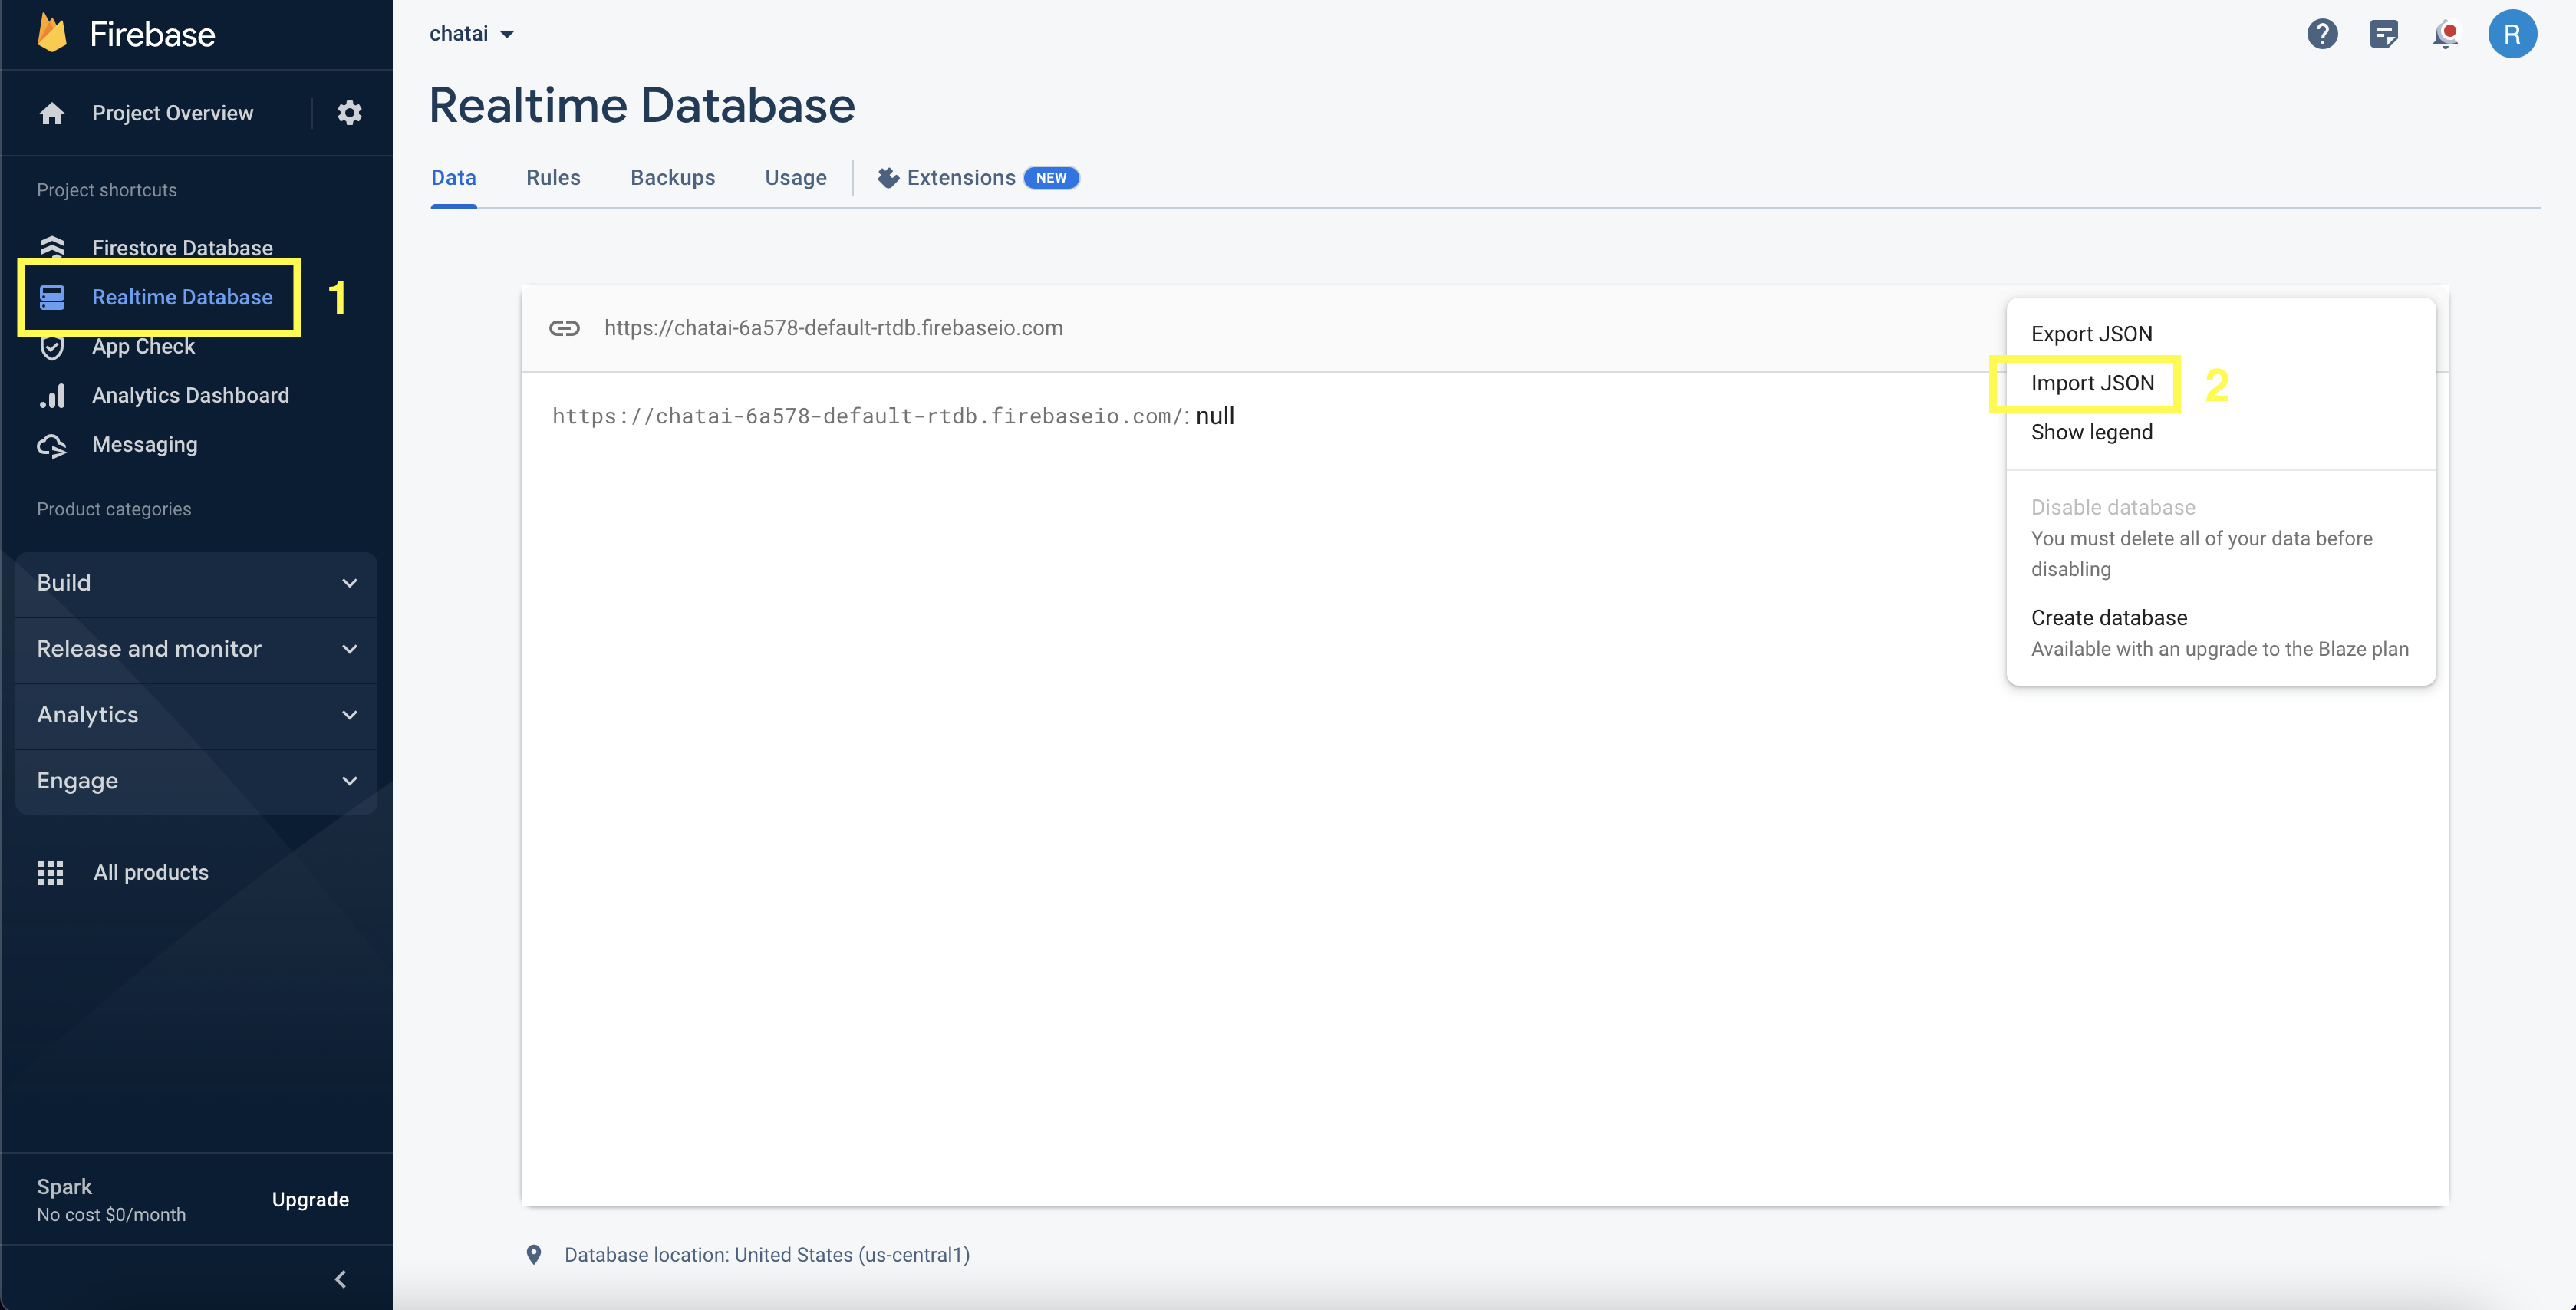 Firebase
Project Overview
Project shortcuts
Firestore Database
Realtime Database
1
App Check
Analytics Dashboard
Messaging
Product categories
Build
Release and monitor
Analytics
Engage
All products
Spark
No cost $0/month
Upgrade
chatai
R
Realtime Database
Data Rules Backups Usage Extensions NEW
https://chatai-6a578-default-rtdb.firebaseio.com
https://chatai-6a578-default-rtdb.firebaseio.com/: null
Export JSON
Import JSON
2
Show legend
Disable database
You must delete all of your data before
disabling
Create database
Available with an upgrade to the Blaze plan
Database location: United States (us-central1)